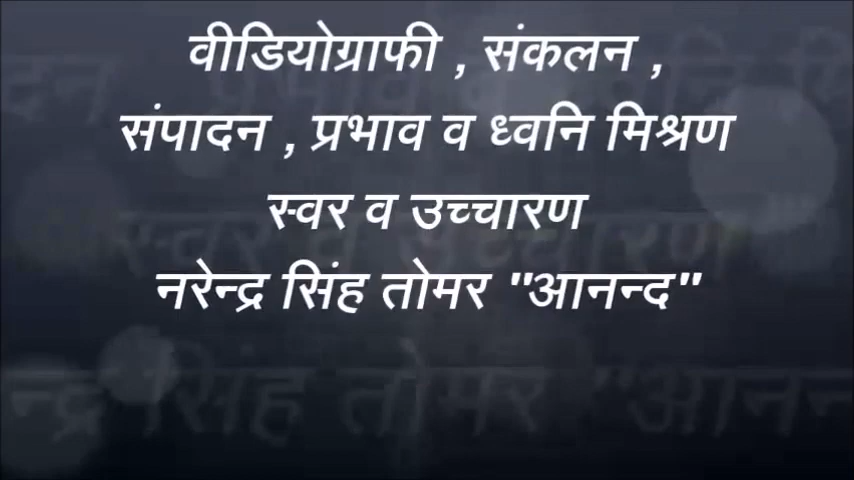 वीडियोग्राफी , संकलन ,
संपादन , प्रभाव व ध्वनि मिश्रण
स्वर व उच्चारण
नरेन्द्र सिंह तोमर "आनन्द"